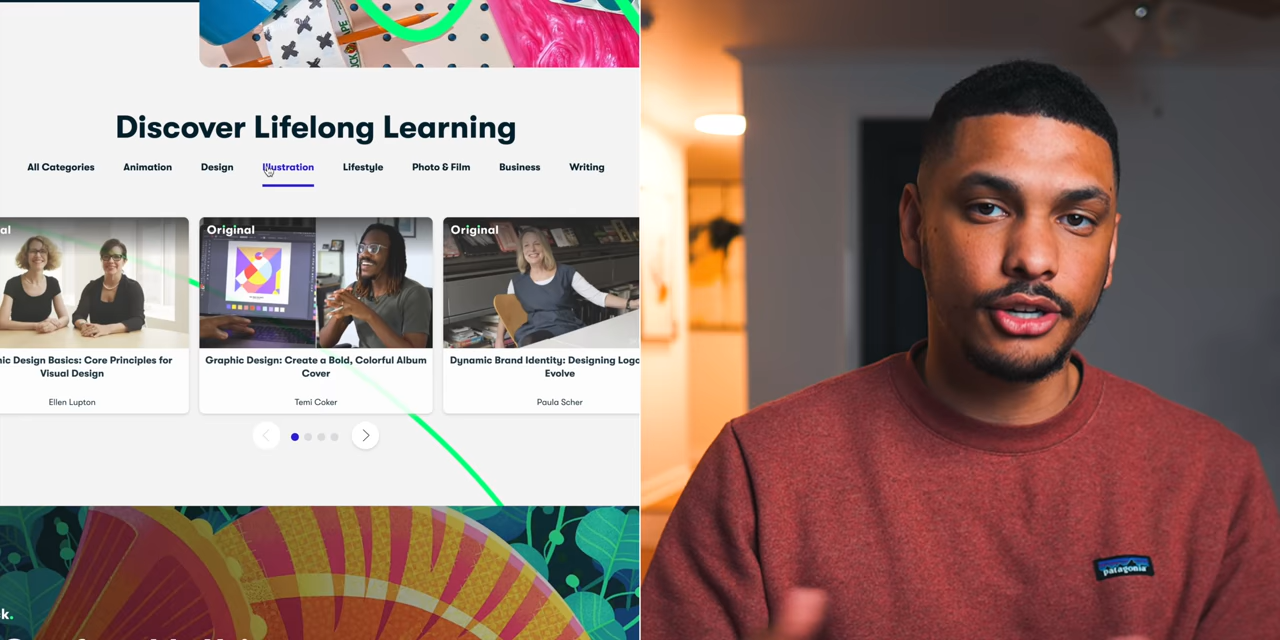 Discover Lifelong Learning
All Categories Animation Design Illustration Lifestyle Photo & Film Business Writing
Original
Original
Design Basics: Core Principles for
Visual Design
Ellen Lupton
Graphic Design: Create a Bold, Colorful Album
Cover
Temi Coker
Dynamic Brand Identity: Designing
Evolve
Paula Scher
patagonia